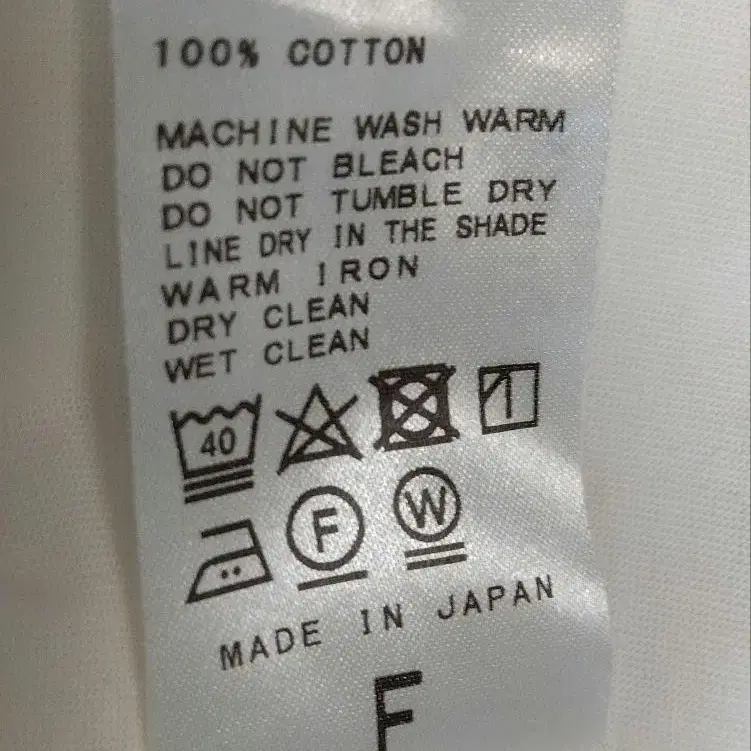 100% COTTON
MACHINE WASH WARM
DO NOT BLEACH
DO NOT TUMBLE DRY
LINE DRY IN THE SHADE
WARM IRON
DRY CLEAN
WET CLEAN
40
F W
MADE IN JAPAN
F